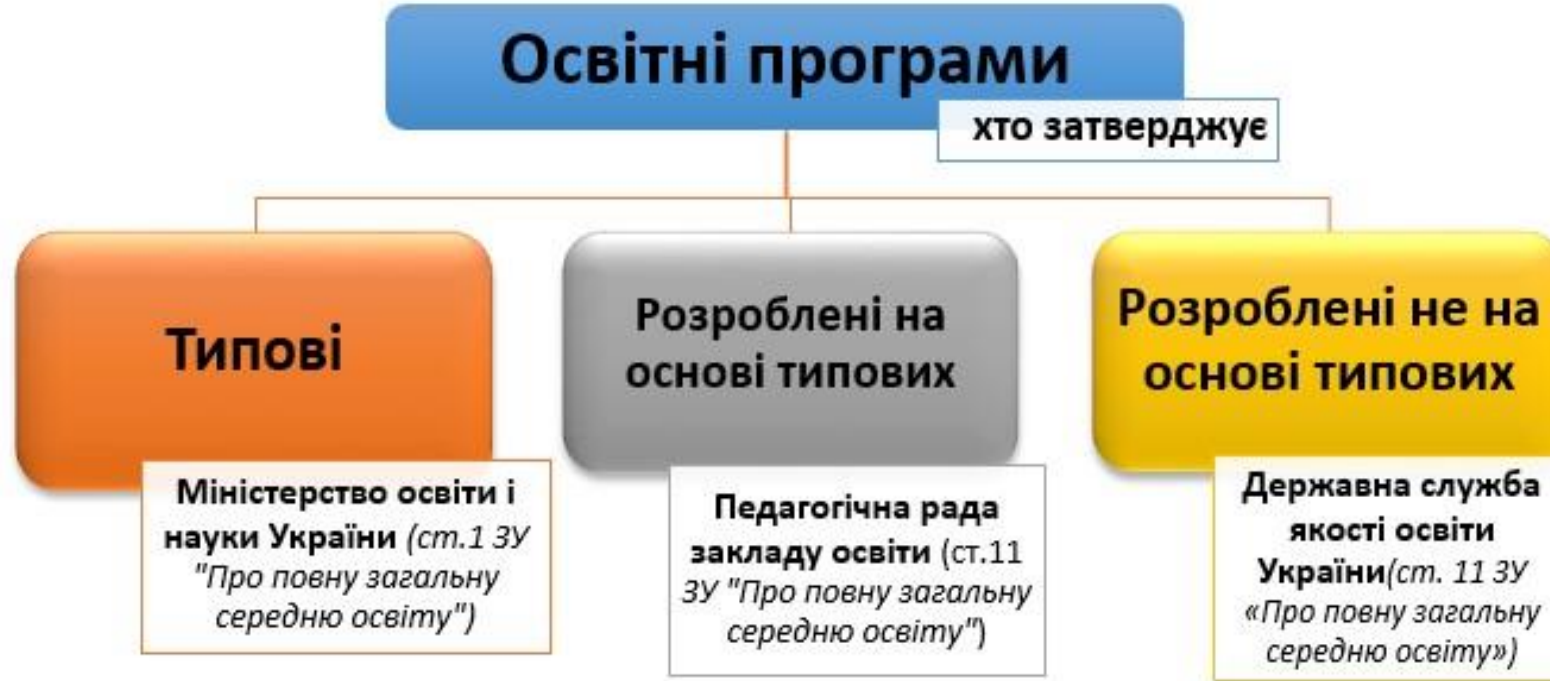 Освітні програми
хто затверджує
Типові
Міністерство освіти і
науки України (ст.1 ЗУ
"Про повну загальну
середню освіту")
Розроблені на
основі типових
Педагогічна рада
закладу освіти (ст.11
ЗУ "Про повну загальну
середню освіту")
Розроблені не на
основі типових
Державна служба
якості освіти
України(ст. 11 ЗУ
«Про повну загальну
середню освіту»)